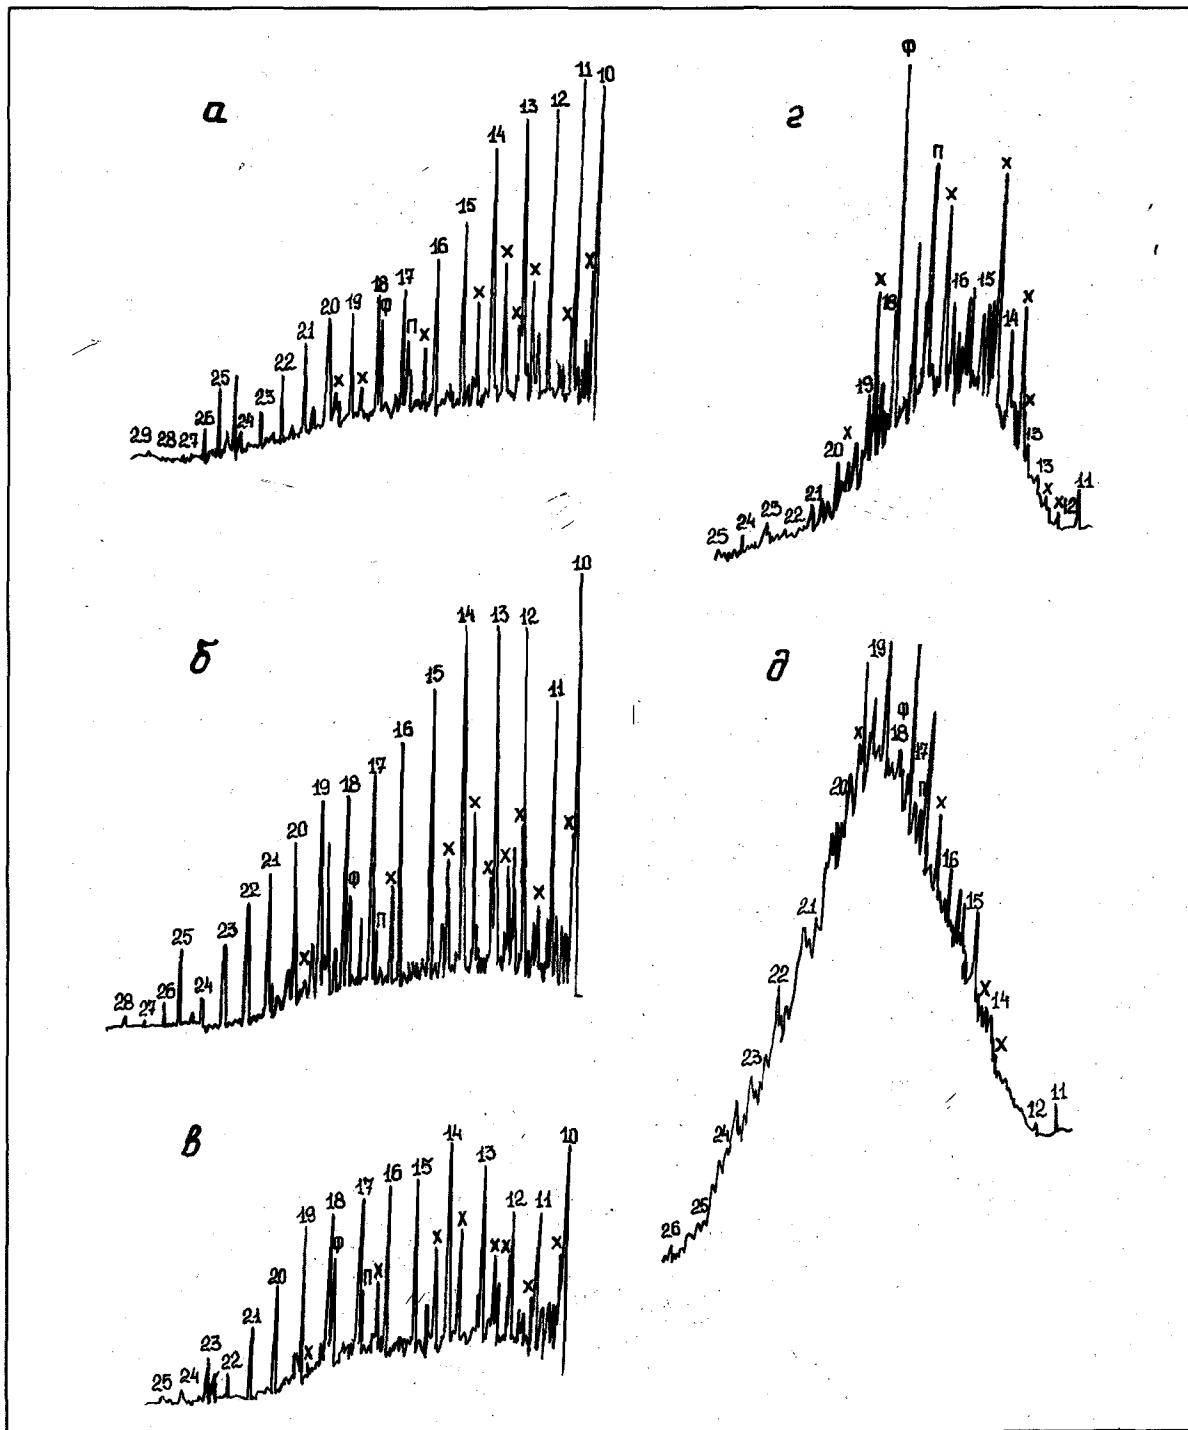 а
29 28 27 26 25 24 23 22 21 20 X 19 X 18 Ф 17 П X 16 15 X 14 X X 13 X 12 X 11 X 10
б
28 27 26 25 24 23 22 21 20 X 19 18 Ф 17 П X 16 15 X 14 X X 13 X X 12 X 11 X 10
в
25 24 23 22 21 20 19 X 18 Ф 17 П X 16 15 X 14 X 13 X X 12 X 11 X 10
г
25 24 23 22 21 20 X 19 X 18 Ф П X 16 15 X 14 X X 13 13 X X 12 11
д
26 25 24 23 22 21 20 X 19 Ф 18 17 П X 16 15 X 14 X 12 11